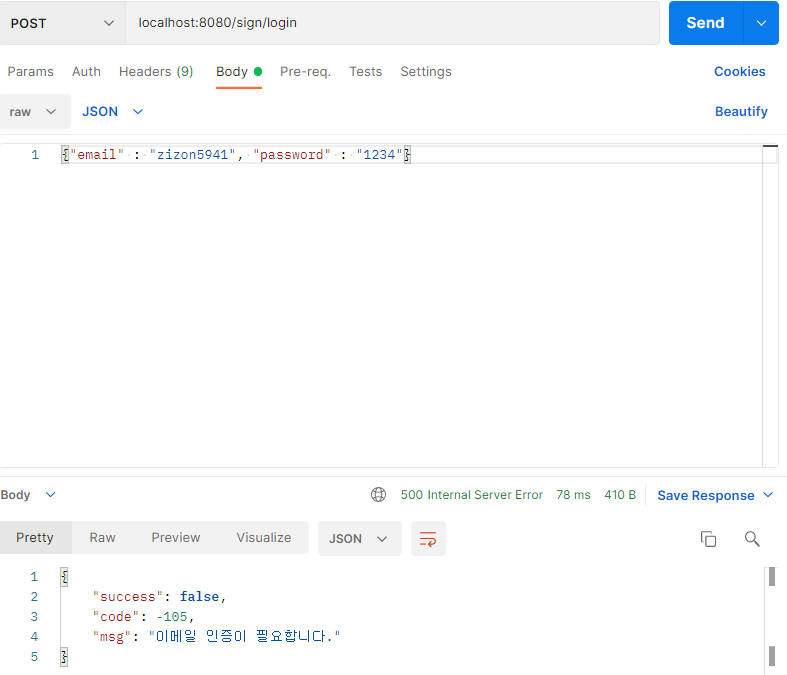 POST localhost:8080/sign/login Send
Params Auth Headers (9) Body Pre-req. Tests Settings Cookies
raw JSON Beautify
1 {"email" : "zizon5941", "password" : "1234"}
Body 500 Internal Server Error 78 ms 410 B Save Response
Pretty Raw Preview Visualize JSON
1 {
2 "success": false,
3 "code": -105,
4 "msg": "이메일 인증이 필요합니다."
5 }